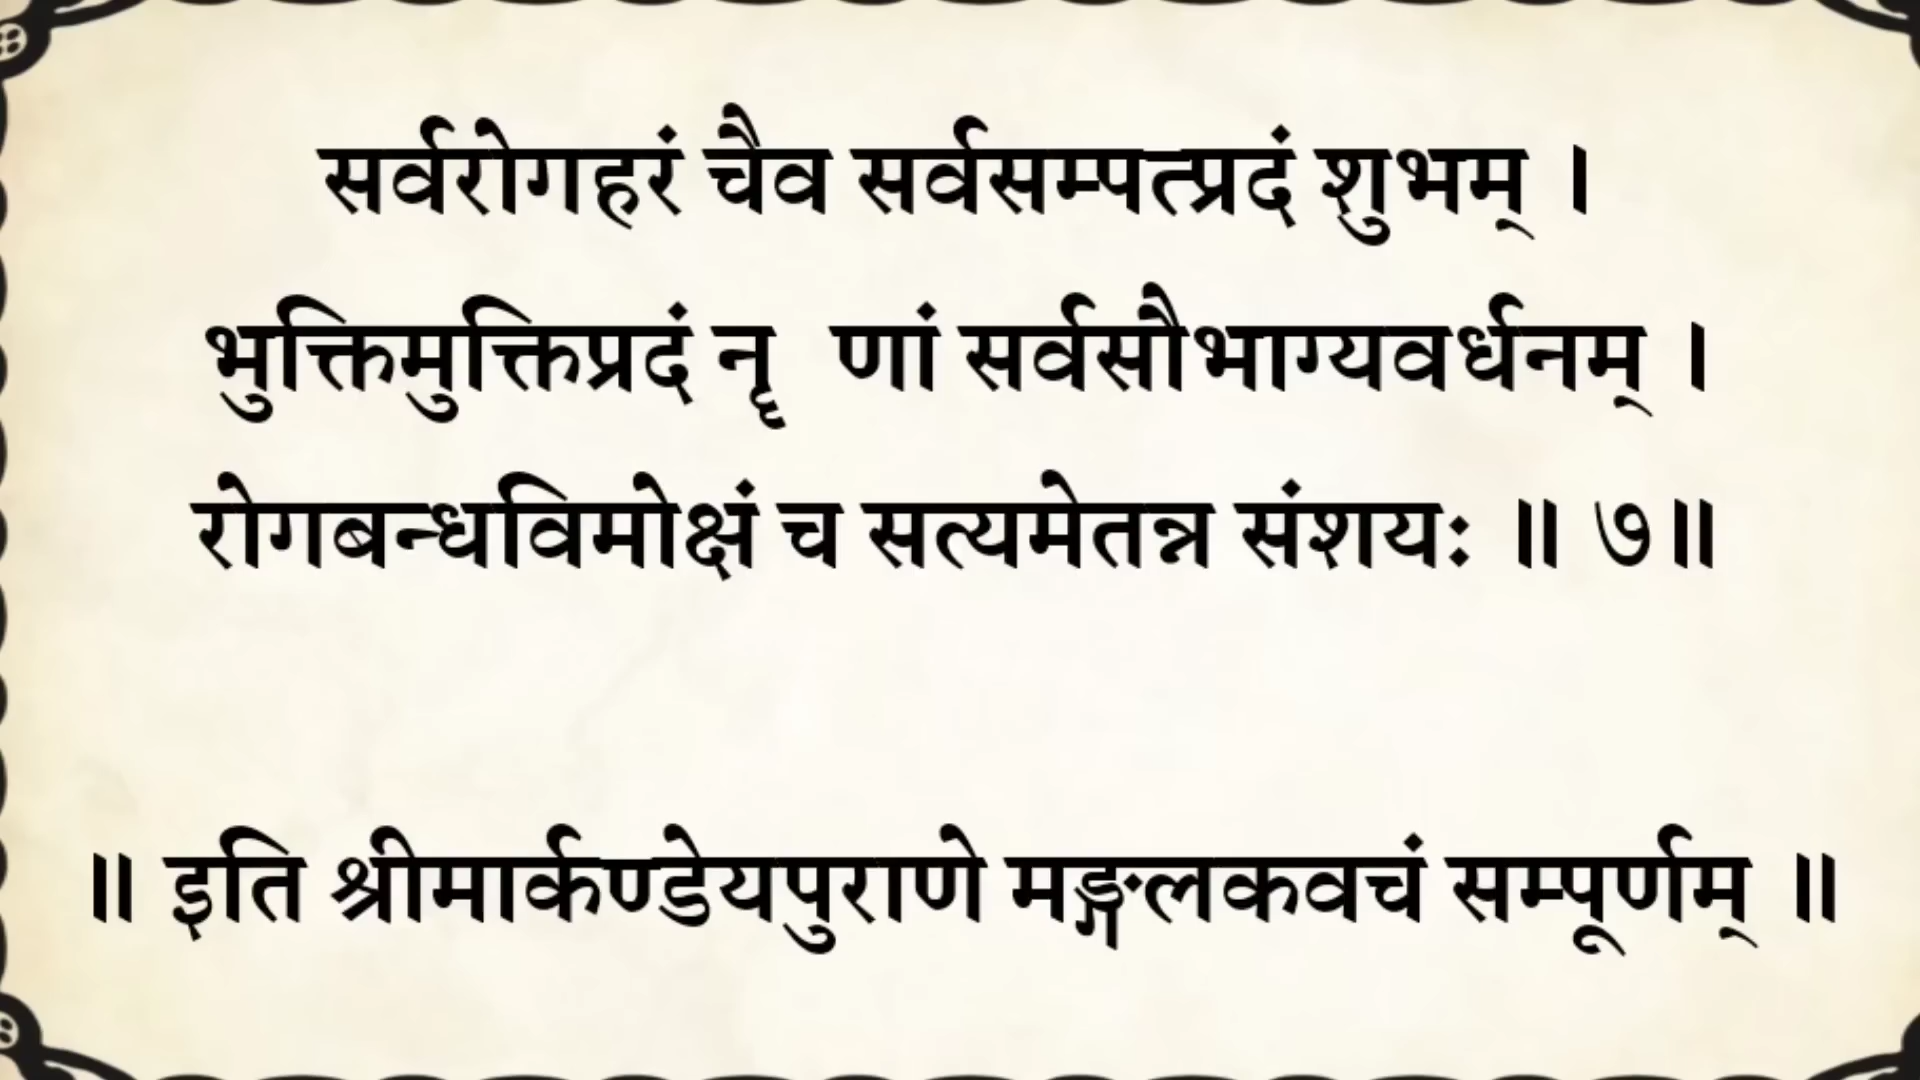 सर्वरोगहरं चैव सर्वसम्पत्प्रदं शुभम् ।
भुक्तिमुक्तिप्रदं नॄ णां सर्वसौभाग्यवर्धनम् ।
रोगबन्धविमोक्षं च सत्यमेतन्न संशयः ॥ ७॥
॥ इति श्रीमार्कण्डेयपुराणे मङ्गलकवचं सम्पूर्णम् ॥